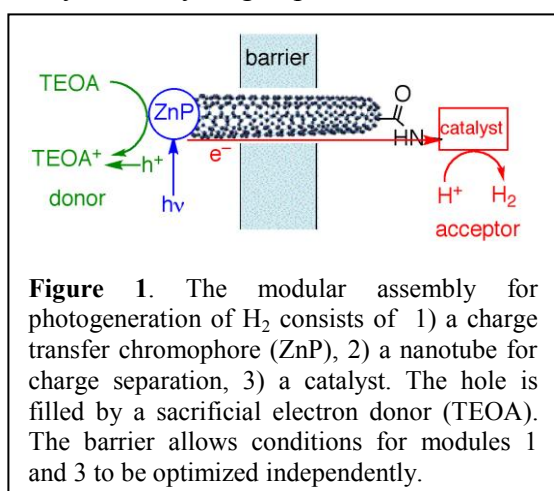 barrier
TEOA
ZnP
O
HN
catalyst
TEOA⁺
h⁺
e⁻
H⁺
H₂
donor
hν
acceptor
Figure 1. The modular assembly for
photogeneration of H₂ consists of 1) a charge
transfer chromophore (ZnP), 2) a nanotube for
charge separation, 3) a catalyst. The hole is
filled by a sacrificial electron donor (TEOA).
The barrier allows conditions for modules 1
and 3 to be optimized independently.